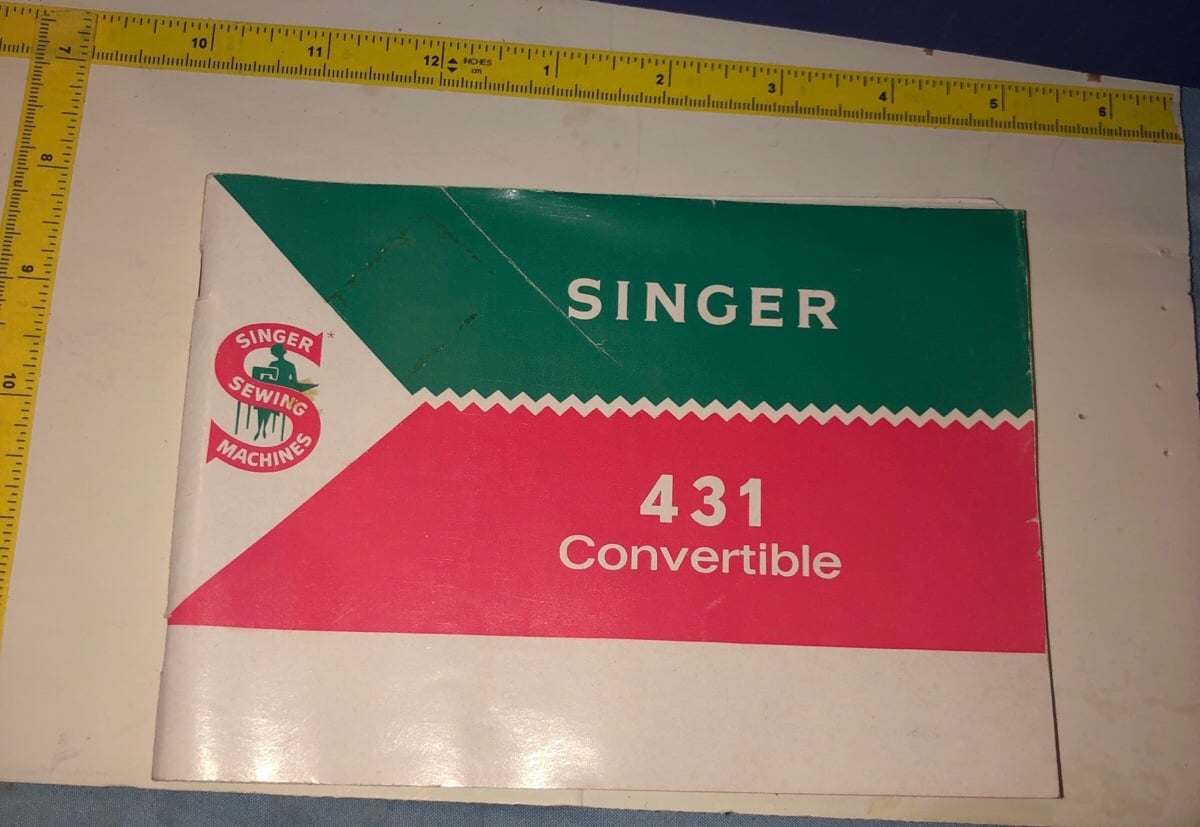 10 11 12 INCHES 1 2 3 4 5 6
cm
7
8
9
10
SINGER
SINGER *
SEWING
MACHINES
431
Convertible